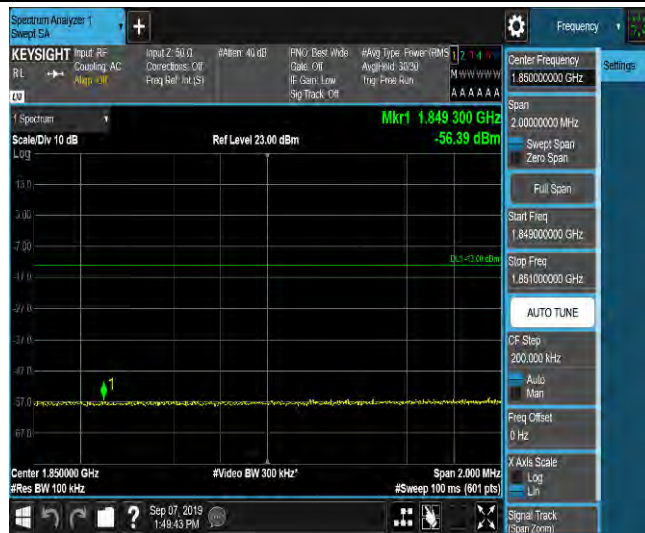 Spectrum Analyzer 1
Swept SA
Frequency
KEYSIGHT
RL
Input: RF
Coupling: AC
Align: Off
Input Z: 50 Ω
Corrections: Off
Freq Ref: Int (S)
#Atten: 40 dB
PNO: Best Wide
Gate: Off
IF Gain: Low
Sig Track: Off
#Avg Type: Power (RMS
Avg|Hold: 30/30
Trig: Free Run
1 2 3 4
M W W W W W
A A A A A A
LV
1 Spectrum
Scale/Div 10 dB
Log
Ref Level 23.00 dBm
Mkr1 1.849 300 GHz
-56.39 dBm
13.0
3.00
-7.00
DL1 -13.00 dBm
-17.0
-27.0
-37.0
-47.0
1
-57.0
-67.0
Center 1.850000 GHz
#Res BW 100 kHz
#Video BW 300 kHz*
Span 2.000 MHz
#Sweep 100 ms (601 pts)
Sep 07, 2019
1:49:43 PM
?
Center Frequency
1.850000000 GHz
Settings
Span
2.00000000 MHz
Swept Span
Zero Span
Full Span
Start Freq
1.849000000 GHz
Stop Freq
1.851000000 GHz
AUTO TUNE
CF Step
200.000 kHz
Auto
Man
Freq Offset
0 Hz
X Axis Scale
Log
Lin
Signal Track
(Span Zoom)